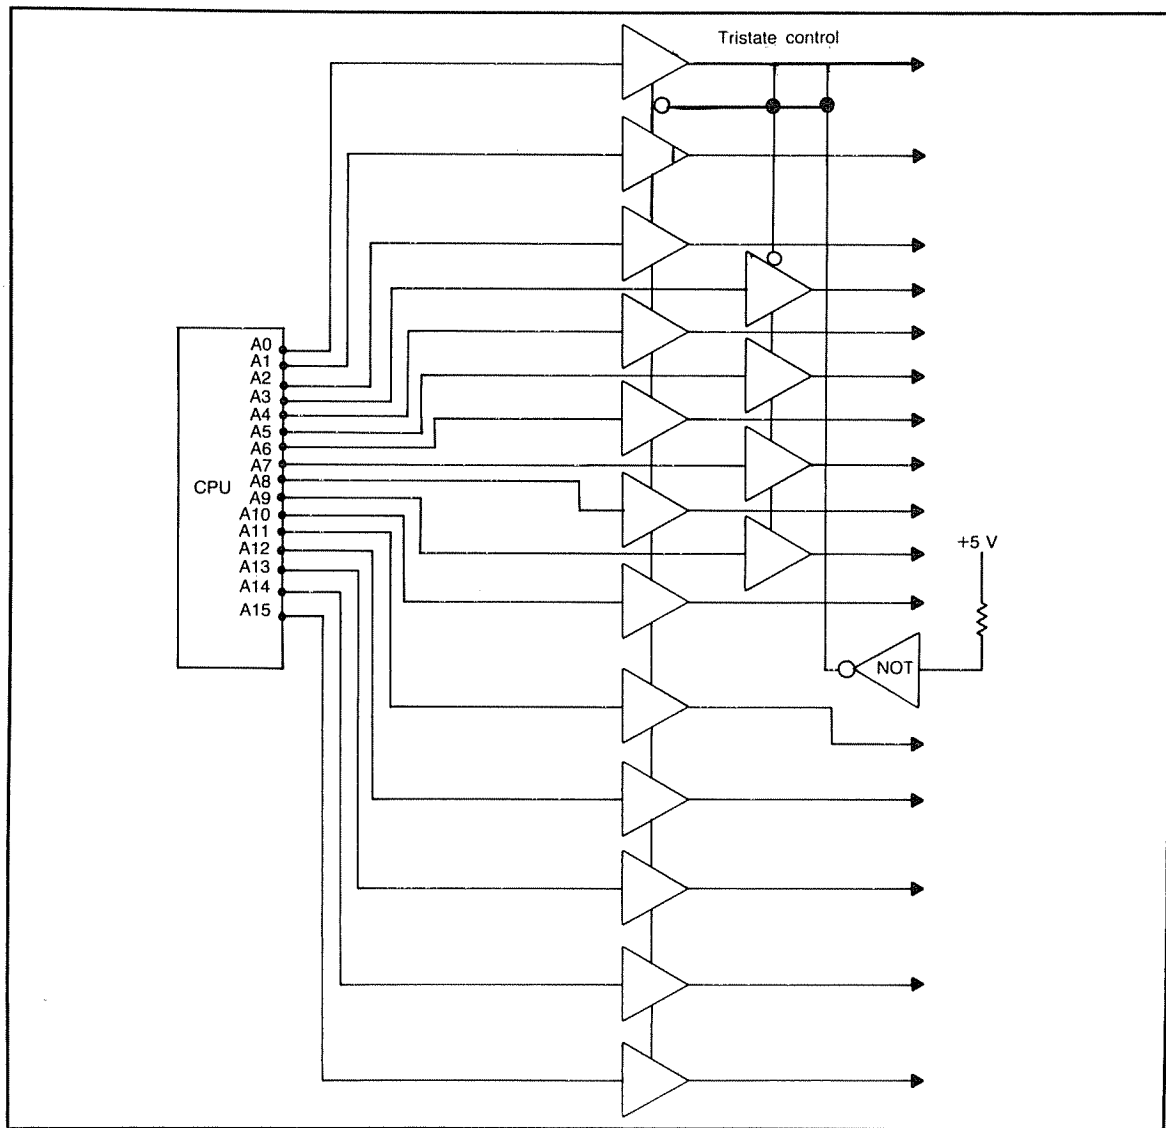 Tristate control
A0
A1
A2
A3
A4
A5
A6
A7
A8
CPU
A9
A10
A11
+5 V
A12
A13
A14
A15
NOT